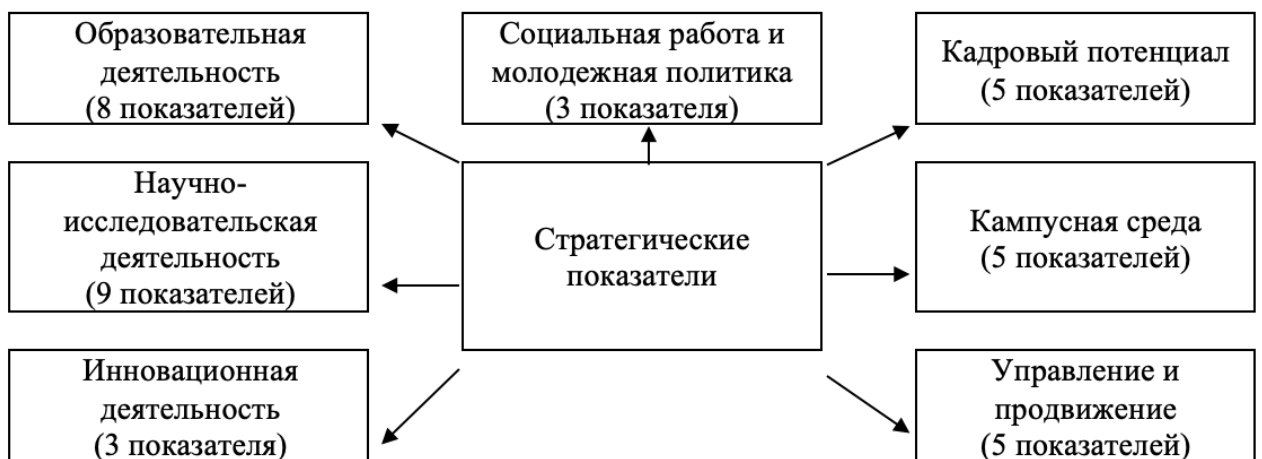 Образовательная
деятельность
(8 показателей)
Социальная работа и
молодежная политика
(3 показателя)
Кадровый потенциал
(5 показателей)
Научно-
исследовательская
деятельность
(9 показателей)
Стратегические
показатели
Кампусная среда
(5 показателей)
Инновационная
деятельность
(3 показателя)
Управление и
продвижение
(5 показателей)